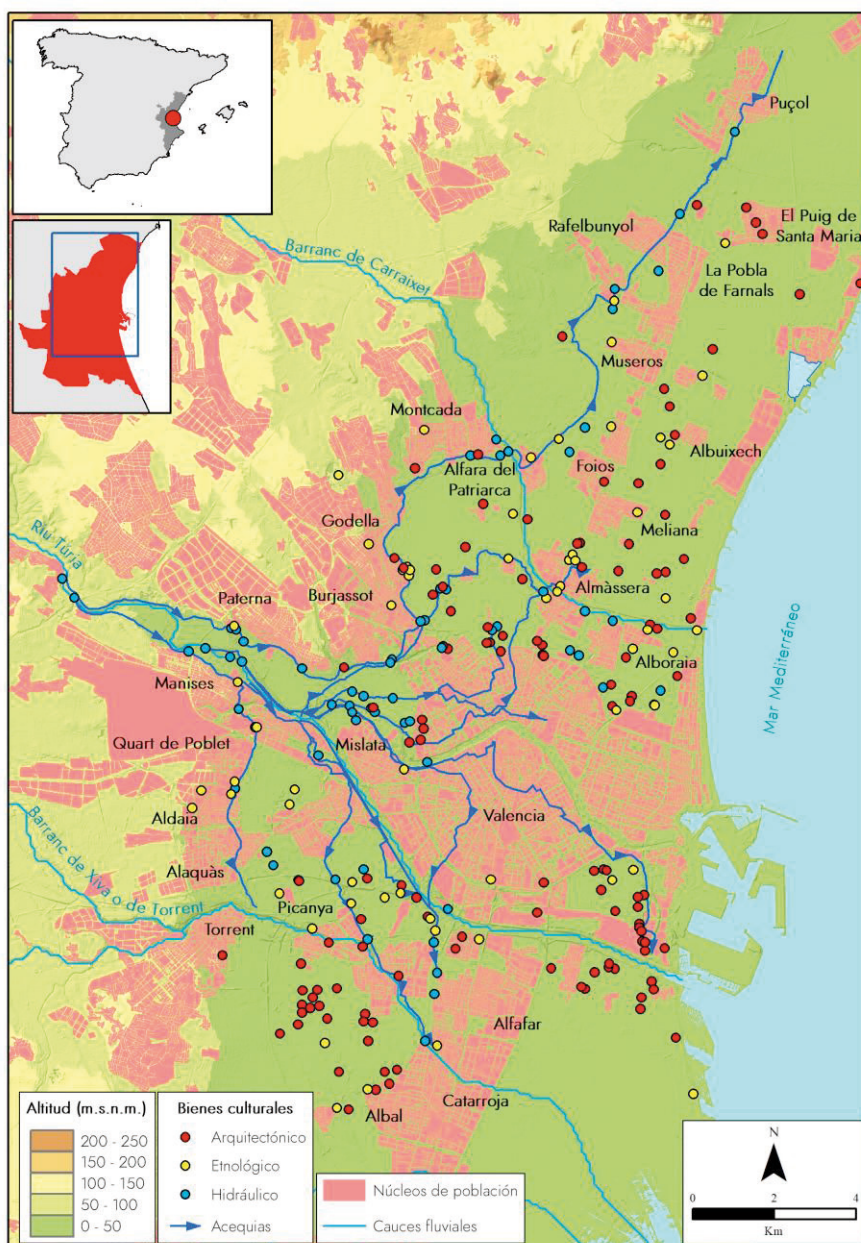 Puçol
El Puig de
Santa Maria
Rafelbunyol
Barranc de Carraixet
La Pobla
de Farnals
Museros
Montcada
Albuixech
Alfara del
Patriarca
Foios
Godella
Meliana
Riu Túria
Paterna
Burjassot
Almàssera
Alboraia
Manises
Mar Mediterráneo
Quart de Poblet
Mislata
Aldaia
Valencia
Alaquàs
Barranc de Xiva o de Torrent
Picanya
Torrent
Alfafar
Catarroja
Albal
Altitud (m.s.n.m.)
200 - 250
150 - 200
100 - 150
50 - 100
0 - 50
Bienes culturales
Arquitectónico
Etnológico
Hidráulico
Acequias
Núcleos de población
Cauces fluviales
N
0 2 4
Km